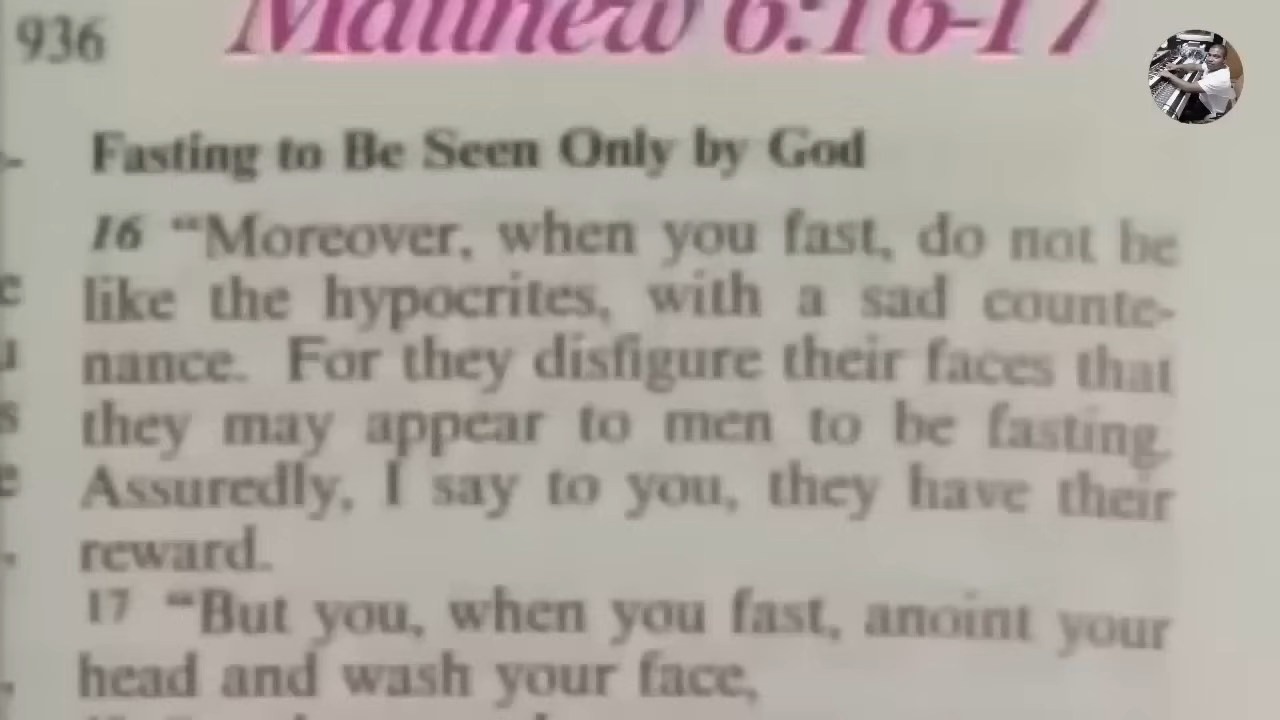 Matthew 6:16-17
936
Fasting to Be Seen Only by God
16 “Moreover, when you fast, do not be
like the hypocrites, with a sad counte-
nance. For they disfigure their faces that
they may appear to men to be fasting.
Assuredly, I say to you, they have their
reward.
17 “But you, when you fast, anoint your
head and wash your face,